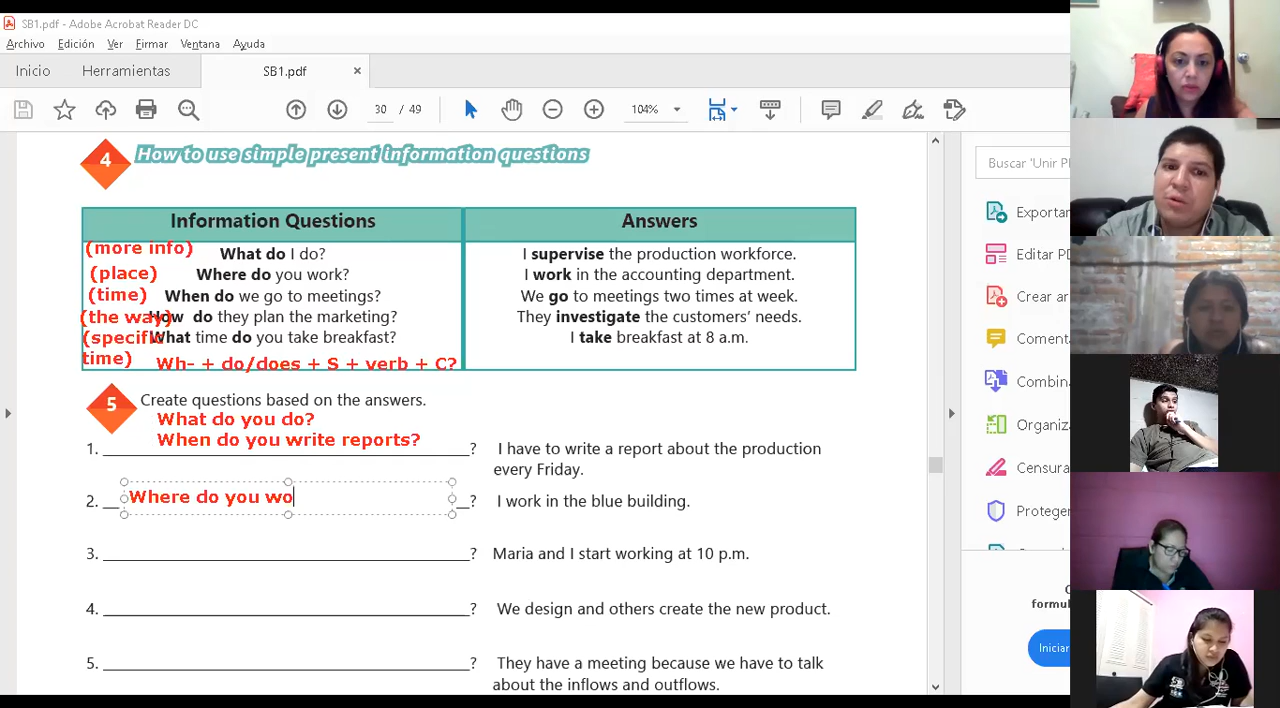 SB1.pdf - Adobe Acrobat Reader DC
Archivo Edición Ver Firmar Ventana Ayuda
Inicio Herramientas SB1.pdf ×
30 / 49 104%
4 How to use simple present information questions
Information Questions Answers
(more info) What do I do? I supervise the production workforce.
(place) Where do you work? I work in the accounting department.
(time) When do we go to meetings? We go to meetings two times at week.
(the way) How do they plan the marketing? They investigate the customers' needs.
(specific What time do you take breakfast? I take breakfast at 8 a.m.
time) Wh- + do/does + S + verb + C?
5 Create questions based on the answers.
What do you do?
When do you write reports?
1. ? I have to write a report about the production
every Friday.
2. Where do you wo ? I work in the blue building.
3. ? Maria and I start working at 10 p.m.
4. ? We design and others create the new product.
5. ? They have a meeting because we have to talk
about the inflows and outflows.
Buscar 'Unir P
Exportar
Editar PD
Crear ar
Comenta
Combin
Organiz
Censura
Proteger
formul
Iniciar